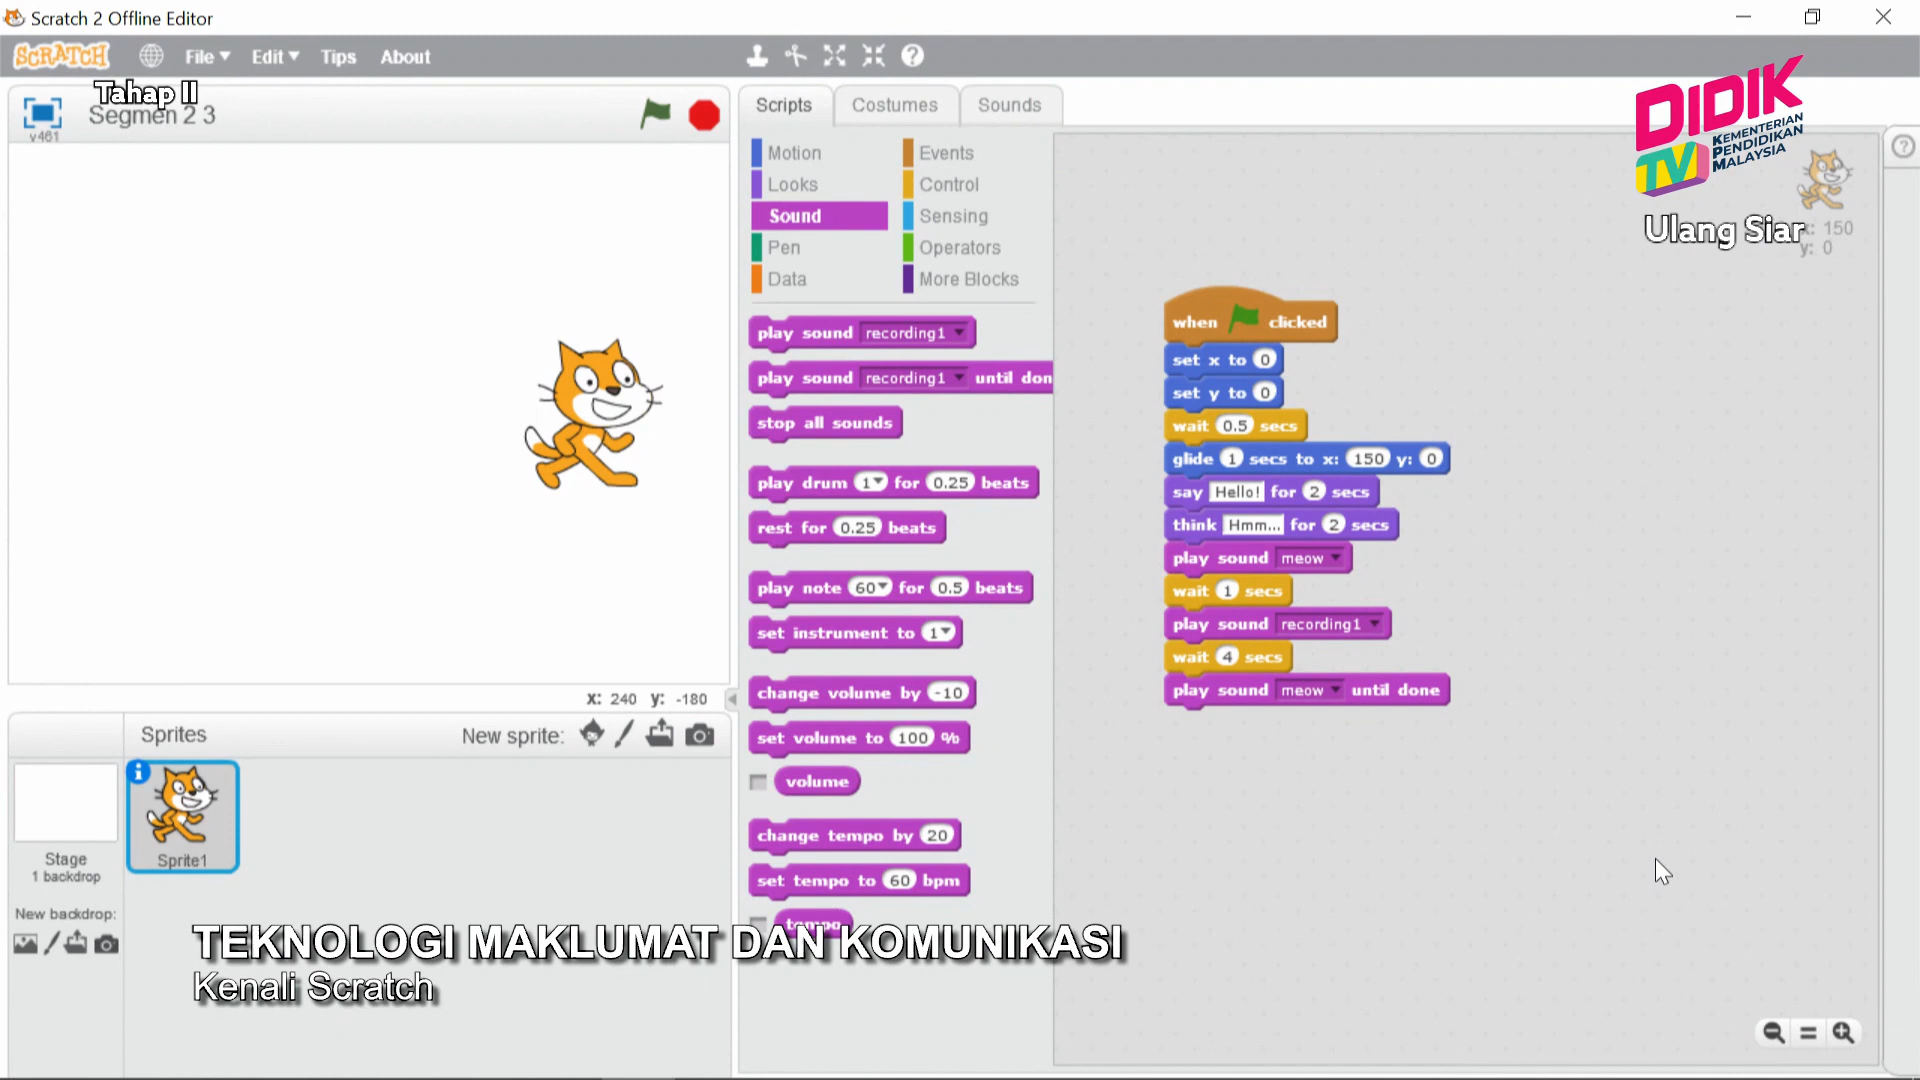 Scratch 2 Offline Editor
SCRATCH File Edit Tips About
Tahap II
Segmen 2 3
v461
Scripts Costumes Sounds
DIDIK
TV
KEMENTERIAN
PENDIDIKAN
MALAYSIA
Ulang Siar
x: 150
y: 0
Motion Events
Looks Control
Sound Sensing
Pen Operators
Data More Blocks
play sound recording1
play sound recording1 until don
stop all sounds
play drum 1 for 0.25 beats
rest for 0.25 beats
play note 60 for 0.5 beats
set instrument to 1
change volume by -10
set volume to 100 %
volume
change tempo by 20
set tempo to 60 bpm
tempo
when clicked
set x to 0
set y to 0
wait 0.5 secs
glide 1 secs to x: 150 y: 0
say Hello! for 2 secs
think Hmm... for 2 secs
play sound meow
wait 1 secs
play sound recording1
wait 4 secs
play sound meow until done
x: 240 y: -180
Sprites New sprite:
Sprite1
Stage
1 backdrop
New backdrop:
TEKNOLOGI MAKLUMAT DAN KOMUNIKASI
Kenali Scratch